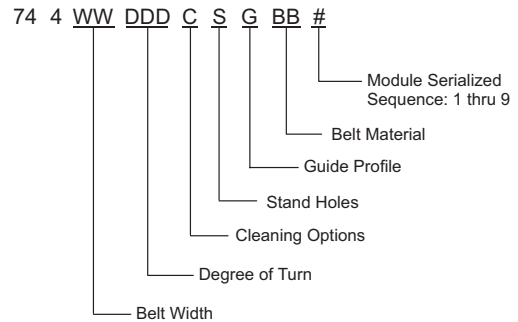 74 4 WW DDD C S G BB #
Module Serialized
Sequence: 1 thru 9
Belt Material
Guide Profile
Stand Holes
Cleaning Options
Degree of Turn
Belt Width